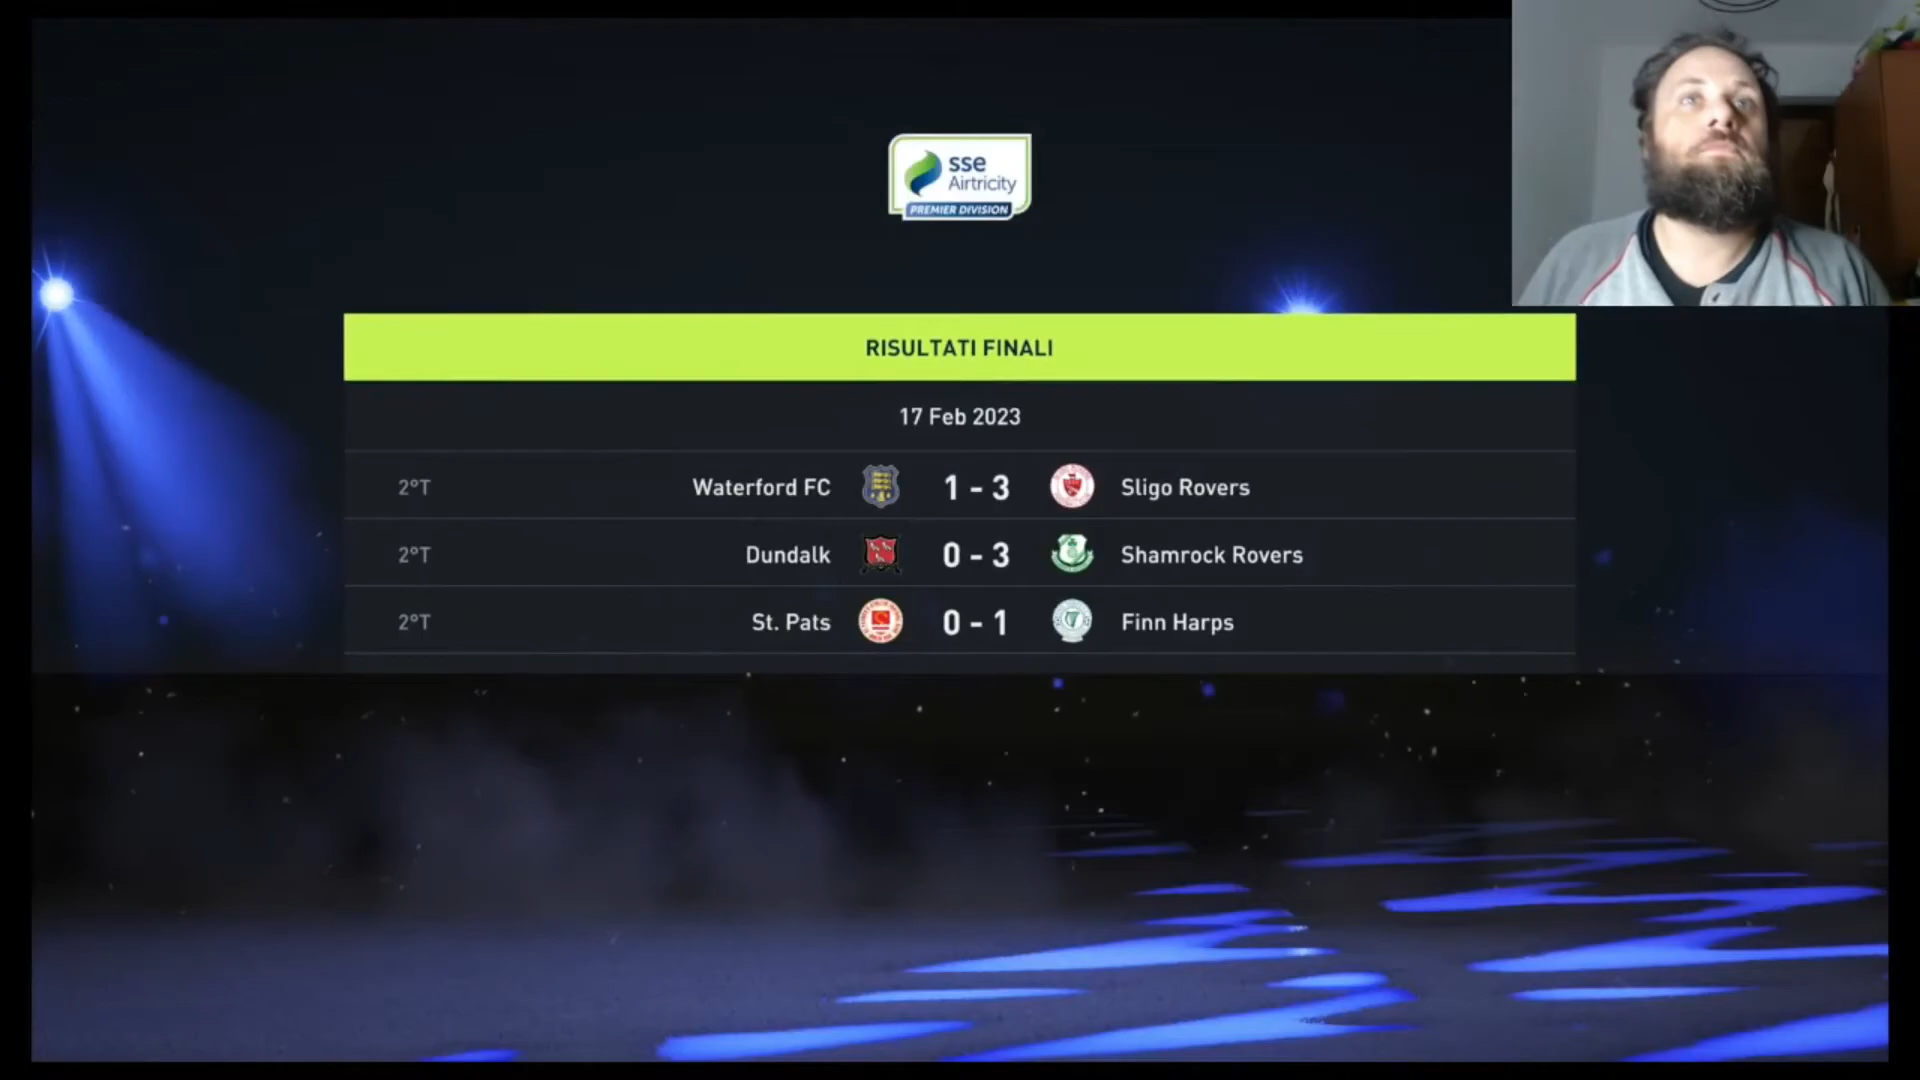 sse
Airtricity
PREMIER DIVISION
RISULTATI FINALI
17 Feb 2023
2°T Waterford FC 1 - 3 Sligo Rovers
2°T Dundalk 0 - 3 Shamrock Rovers
2°T St. Pats 0 - 1 Finn Harps